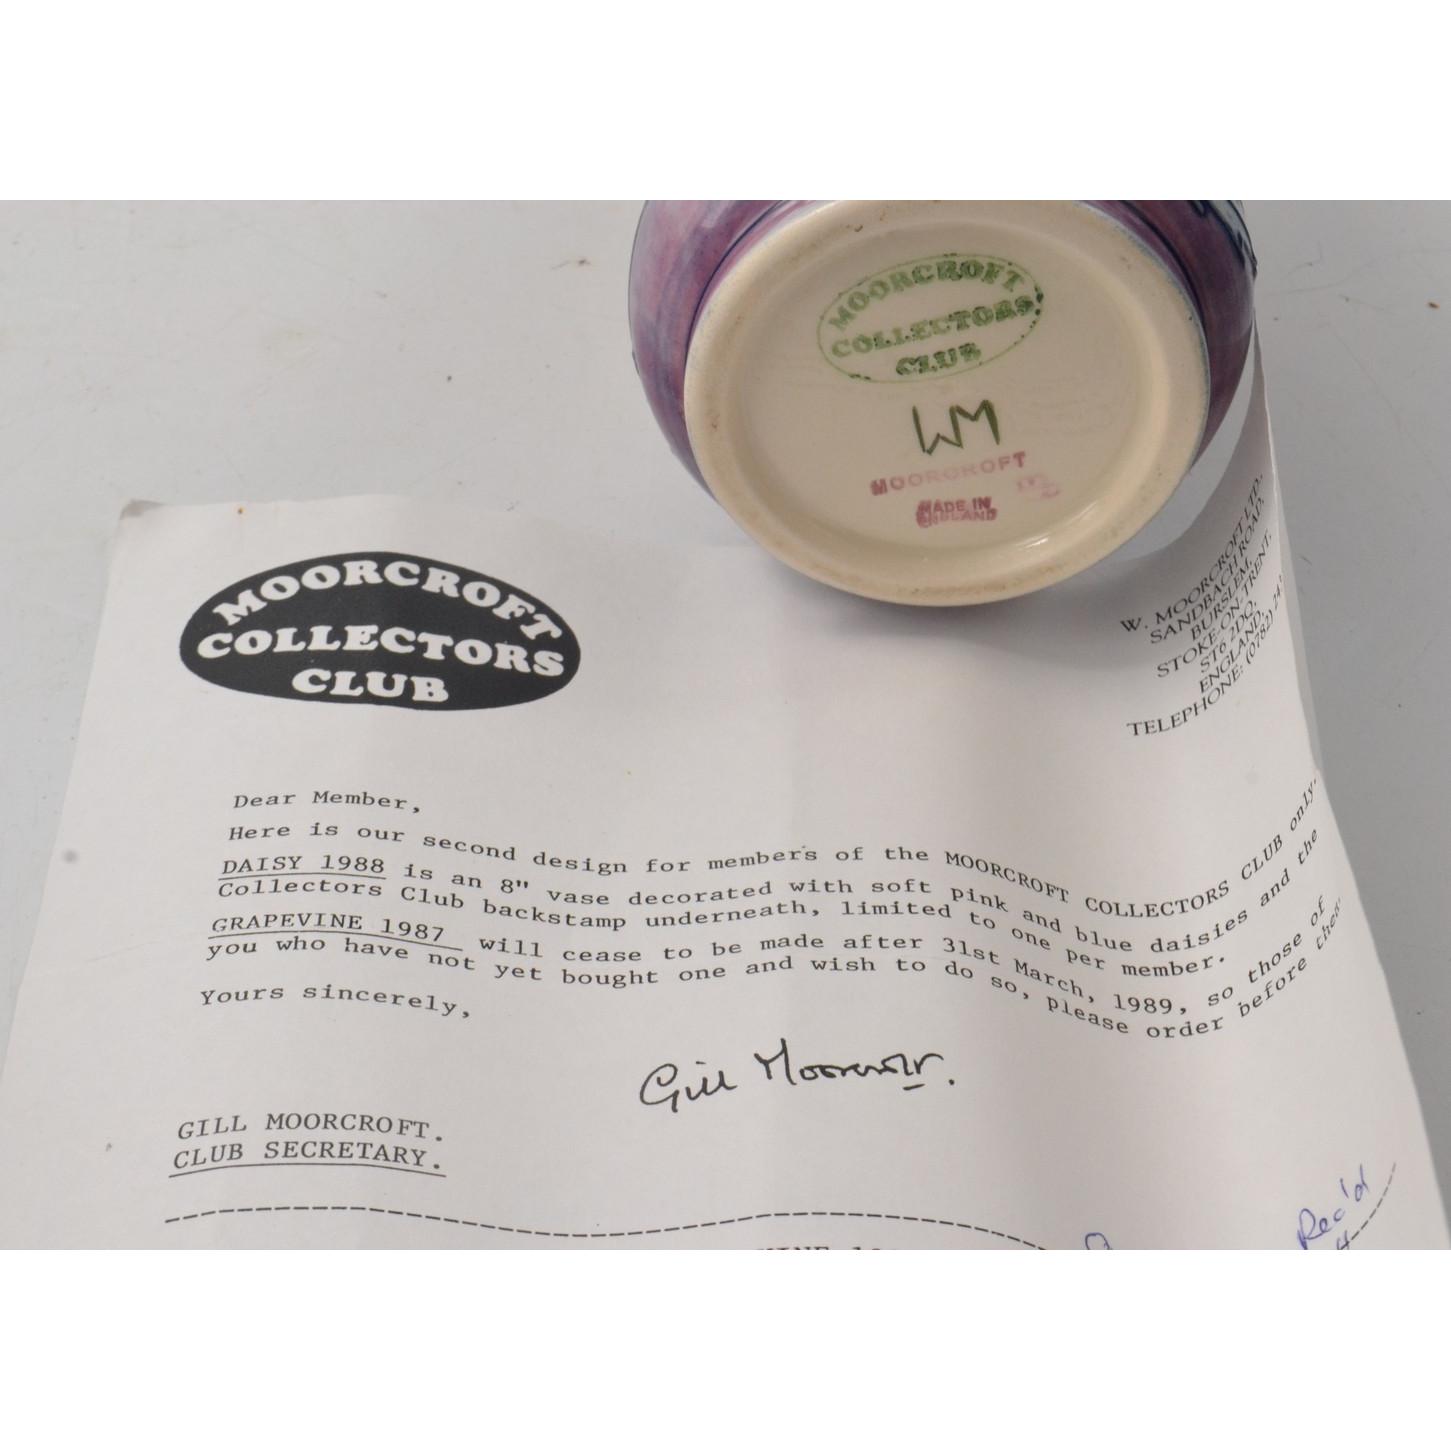 MOORCROFT
COLLECTORS
CLUB
WM
MOORCROFT
MADE IN
ENGLAND
MOORCROFT
COLLECTORS
CLUB
W. MOORCROFT LTD.,
SANDBACH ROAD,
BURSLEM,
STOKE-ON-TRENT,
ST6 2DQ,
ENGLAND.
TELEPHONE: (0782)
Dear Member,
Here is our second design for members of the MOORCROFT COLLECTORS CLUB only.
DAISY 1988 is an 8" vase decorated with soft pink and blue daisies and the
Collectors Club backstamp underneath, limited to one per member.
GRAPEVINE 1987 will cease to be made after 31st March, 1989, so those of
you who have not yet bought one and wish to do so, please order before then.
Yours sincerely,
Gill Moorcroft.
GILL MOORCROFT.
CLUB SECRETARY.
Rec'd